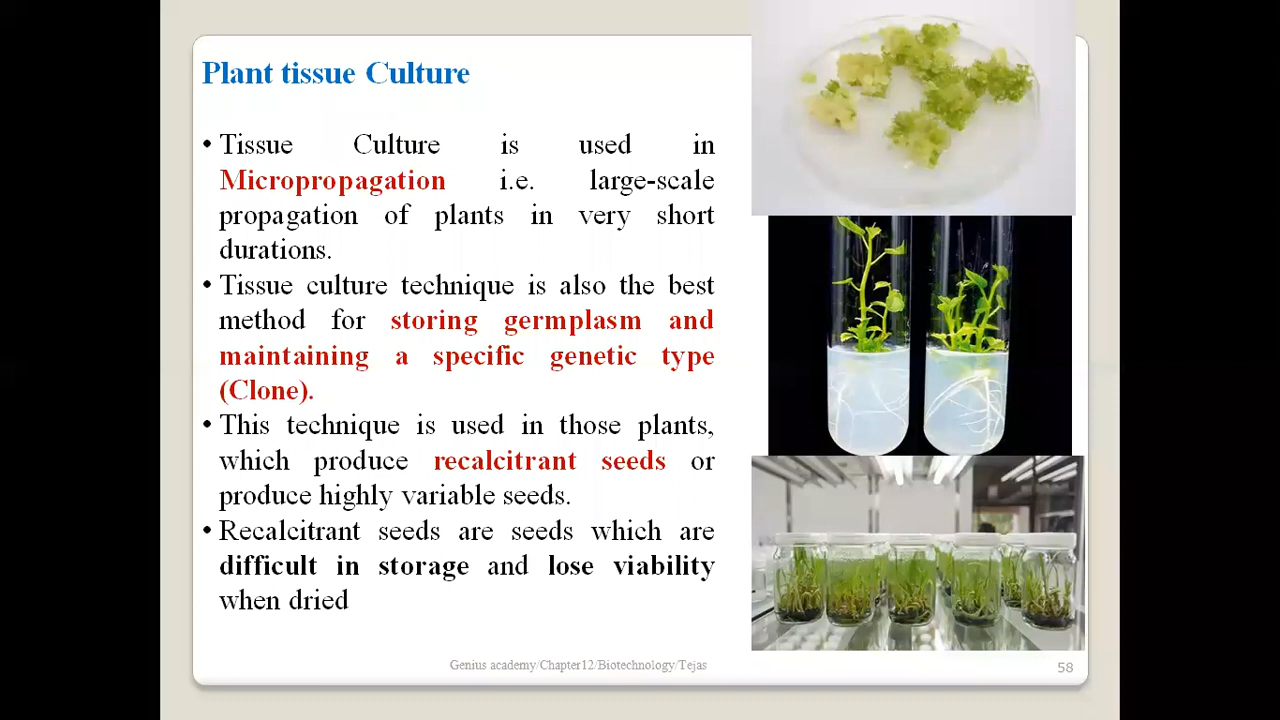 Plant tissue Culture
• Tissue Culture is used in
Micropropagation i.e. large-scale
propagation of plants in very short
durations.
• Tissue culture technique is also the best
method for storing germplasm and
maintaining a specific genetic type
(Clone).
• This technique is used in those plants,
which produce recalcitrant seeds or
produce highly variable seeds.
• Recalcitrant seeds are seeds which are
difficult in storage and lose viability
when dried
Genius academy/Chapter12/Biotechnology/Tejas
58